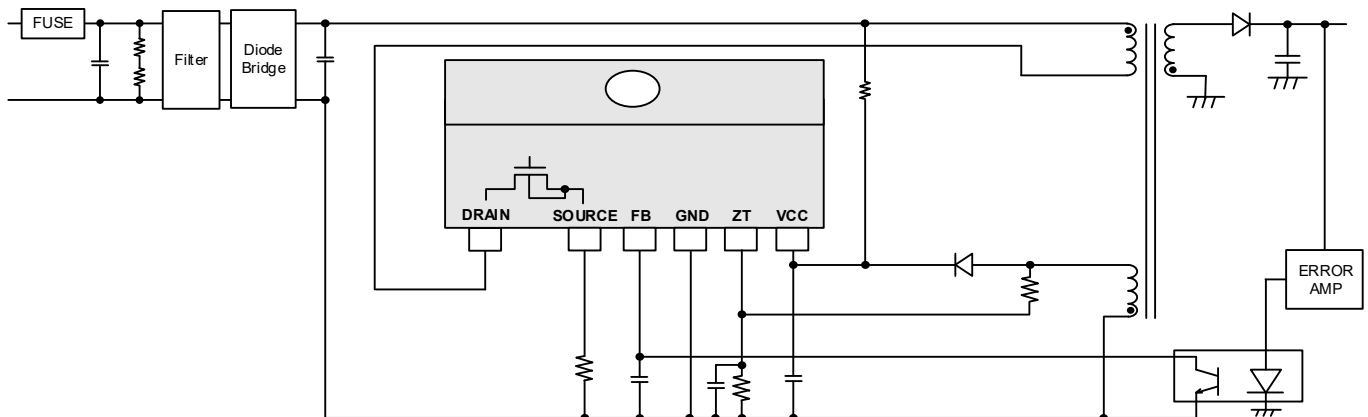 FUSE
Filter
Diode
Bridge
DRAIN SOURCE FB GND ZT VCC
ERROR
AMP